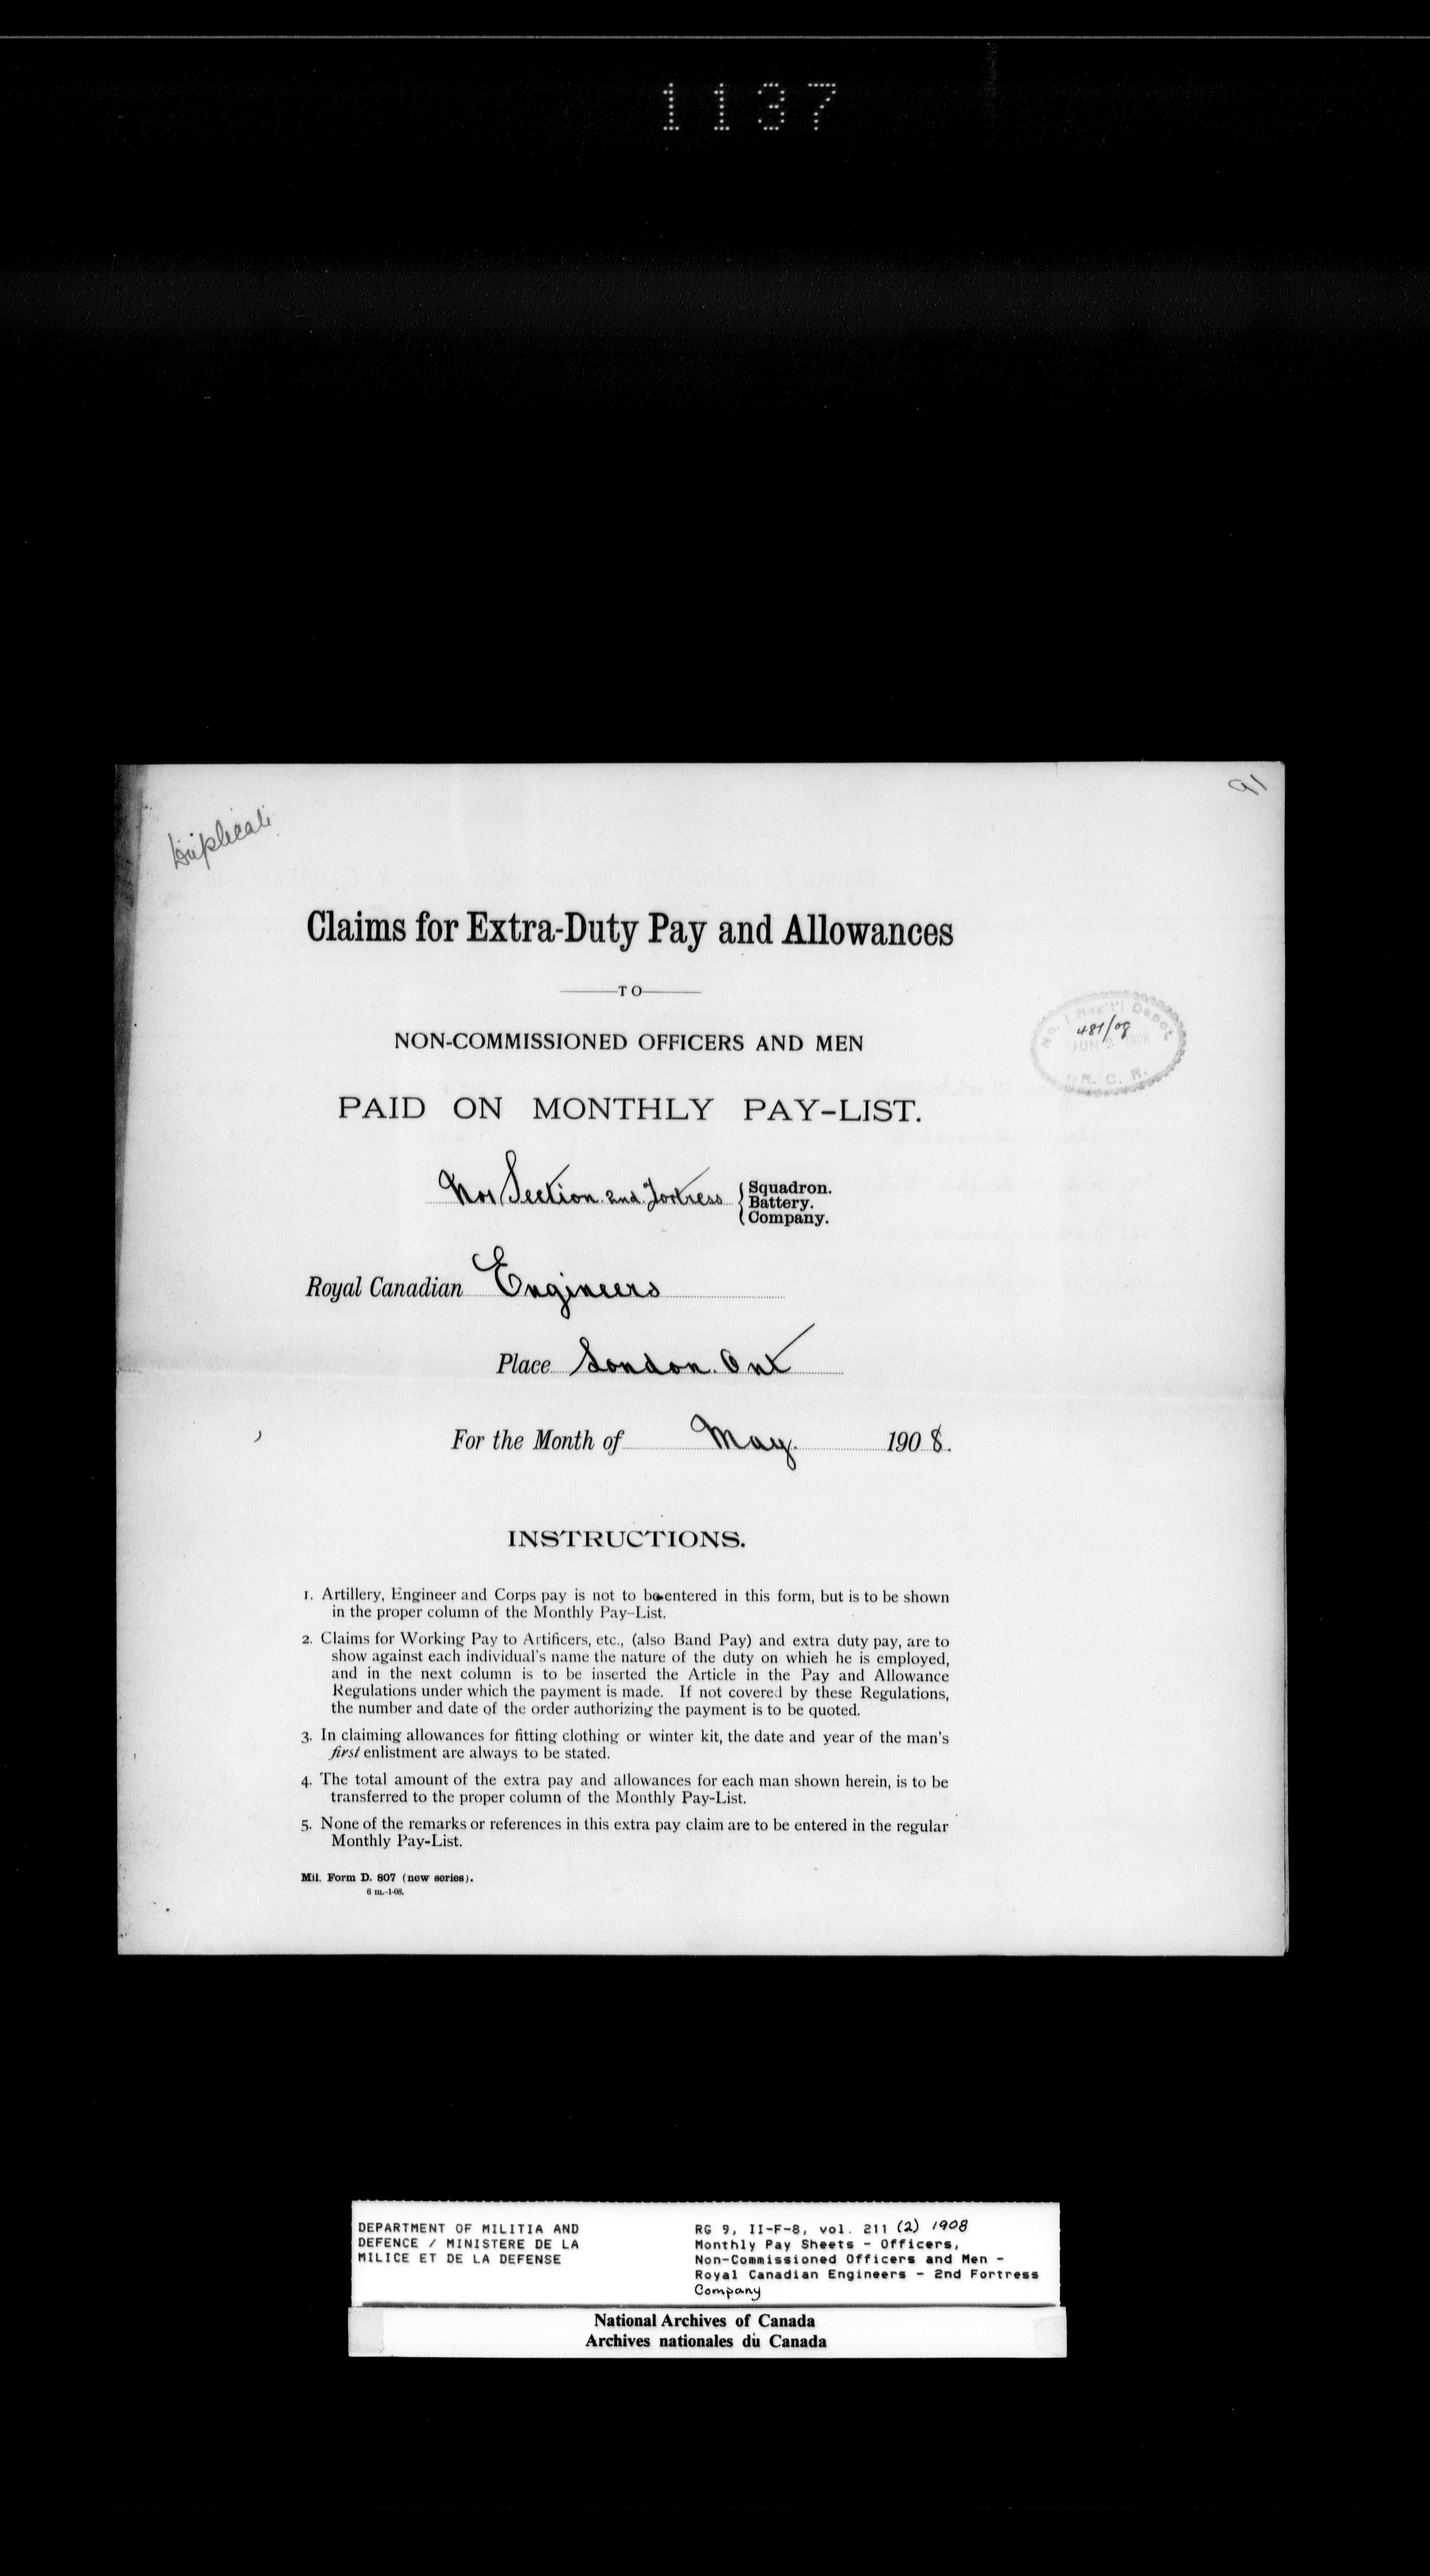 1137
91
Duplicate
Claims for Extra-Duty Pay and Allowances
TO
NON-COMMISSIONED OFFICERS AND MEN
No. 1 Reg't'l Depot
481/08
JUN 3 1908
R. C. R.
PAID ON MONTHLY PAY-LIST.
No 1 Section 2nd Fortress { Squadron.
Battery.
Company.
Royal Canadian Engineers
Place London Ont
For the Month of May. 1908.
INSTRUCTIONS.
1. Artillery, Engineer and Corps pay is not to be entered in this form, but is to be shown
in the proper column of the Monthly Pay-List.
2. Claims for Working Pay to Artificers, etc., (also Band Pay) and extra duty pay, are to
show against each individual's name the nature of the duty on which he is employed,
and in the next column is to be inserted the Article in the Pay and Allowance
Regulations under which the payment is made. If not covered by these Regulations,
the number and date of the order authorizing the payment is to be quoted.
3. In claiming allowances for fitting clothing or winter kit, the date and year of the man's
first enlistment are always to be stated.
4. The total amount of the extra pay and allowances for each man shown herein, is to be
transferred to the proper column of the Monthly Pay-List.
5. None of the remarks or references in this extra pay claim are to be entered in the regular
Monthly Pay-List.
Mil. Form D. 807 (new series).
6 m.-1-08.
DEPARTMENT OF MILITIA AND
DEFENCE / MINISTERE DE LA
MILICE ET DE LA DEFENSE
RG 9, II-F-8, vol. 211 (2) 1908
Monthly Pay Sheets - Officers,
Non-Commissioned Officers and Men -
Royal Canadian Engineers - 2nd Fortress
Company
National Archives of Canada
Archives nationales du Canada